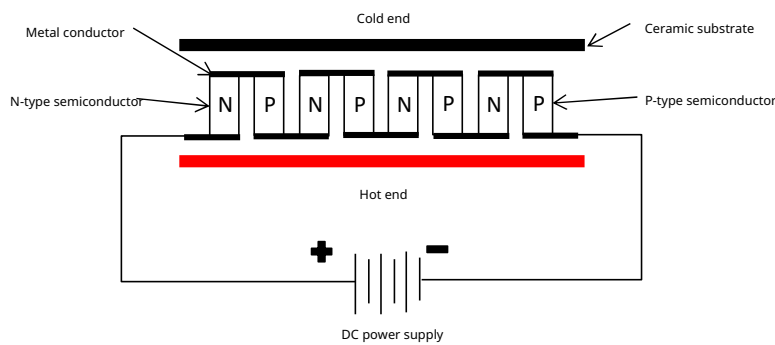 Cold end
Metal conductor
Ceramic substrate
N-type semiconductor
N P N P N P N P
P-type semiconductor
Hot end
+ -
DC power supply